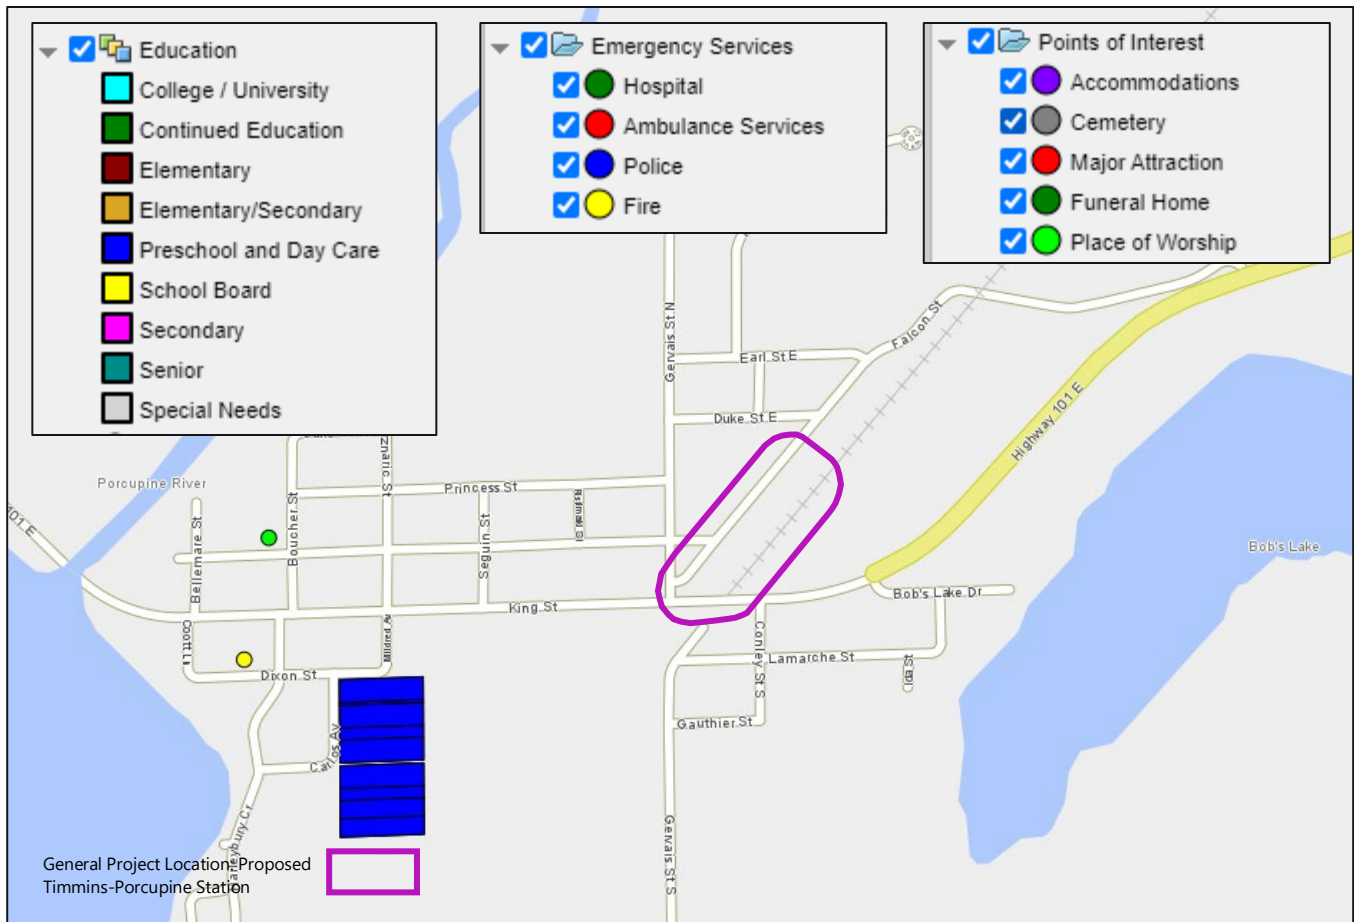 Education
College / University
Continued Education
Elementary
Elementary/Secondary
Preschool and Day Care
School Board
Secondary
Senior
Special Needs
Emergency Services
Hospital
Ambulance Services
Police
Fire
Points of Interest
Accommodations
Cemetery
Major Attraction
Funeral Home
Place of Worship
Gervais St N
Falcon St
Earl St E
Duke St E
Highway 101 E
Porcupine River
Princess St
101 E
Bellemare St
Boucher St
Seguin St
Bob's Lake
King St
Bob's Lake Dr
Mildred Av
Conley St S
Lamarche St
Dixon St
Gauthier St
Carlos Av
Gervais St S
General Project Location: Proposed
Timmins-Porcupine Station